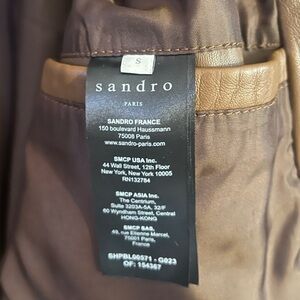 S
sandro
PARIS
SANDRO FRANCE
150 boulevard Haussmann
75008 Paris
www.sandro-paris.com
SMCP USA Inc.
44 Wall Street, 12th Floor
New York, New York 10005
RN132784
SMCP ASIA Inc.
The Centrium,
Suite 3203A-5A, 32/F
60 Wyndham Street, Central
HONG-KONG
SMCP SAS,
49, rue Etienne Marcel,
75001 Paris
France
SHPBL00571 - G023
OF: 154367